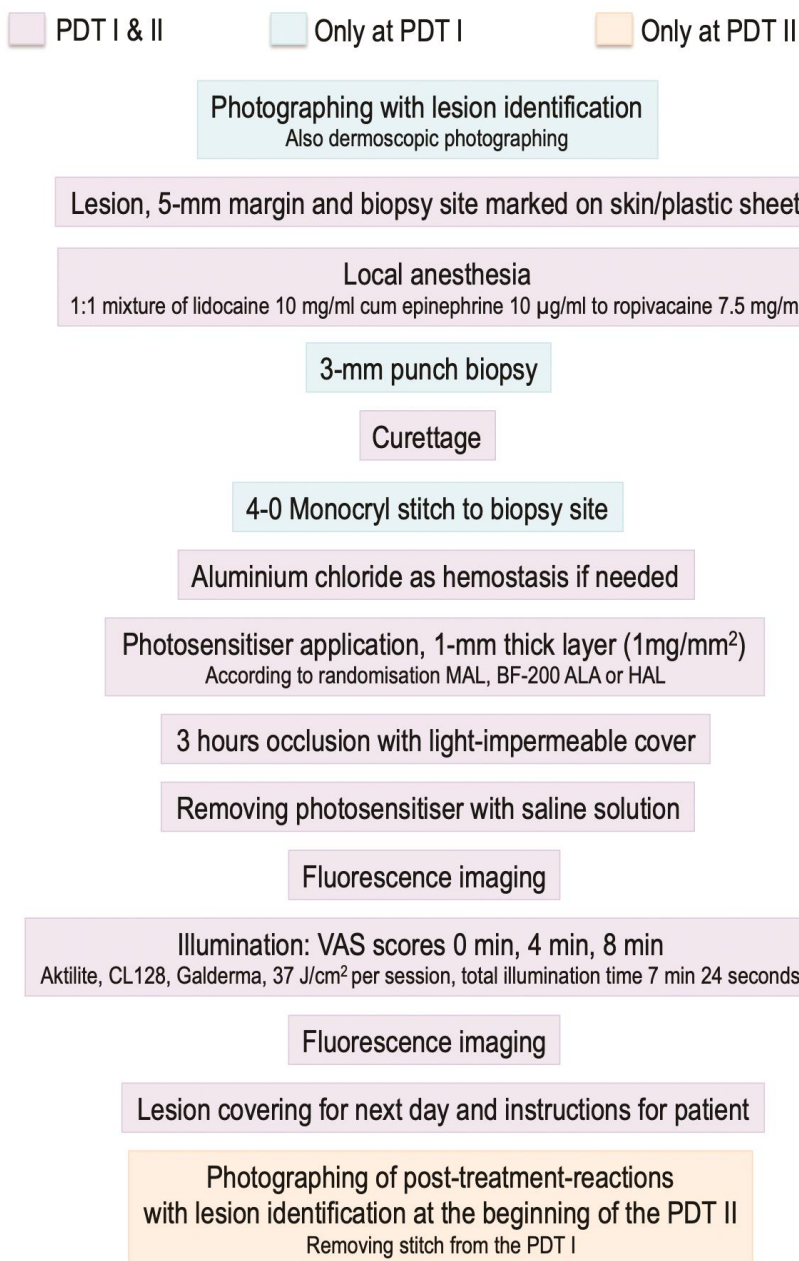 PDT I & II
Only at PDT I
Only at PDT II
Photographing with lesion identification
Also dermoscopic photographing
Lesion, 5-mm margin and biopsy site marked on skin/plastic sheet
Local anesthesia
1:1 mixture of lidocaine 10 mg/ml cum epinephrine 10 µg/ml to ropivacaine 7.5 mg/m
3-mm punch biopsy
Curettage
4-0 Monocryl stitch to biopsy site
Aluminium chloride as hemostasis if needed
Photosensitiser application, 1-mm thick layer (1mg/mm²)
According to randomisation MAL, BF-200 ALA or HAL
3 hours occlusion with light-impermeable cover
Removing photosensitiser with saline solution
Fluorescence imaging
Illumination: VAS scores 0 min, 4 min, 8 min
Aktilite, CL128, Galderma, 37 J/cm² per session, total illumination time 7 min 24 seconds
Fluorescence imaging
Lesion covering for next day and instructions for patient
Photographing of post-treatment-reactions
with lesion identification at the beginning of the PDT II
Removing stitch from the PDT I